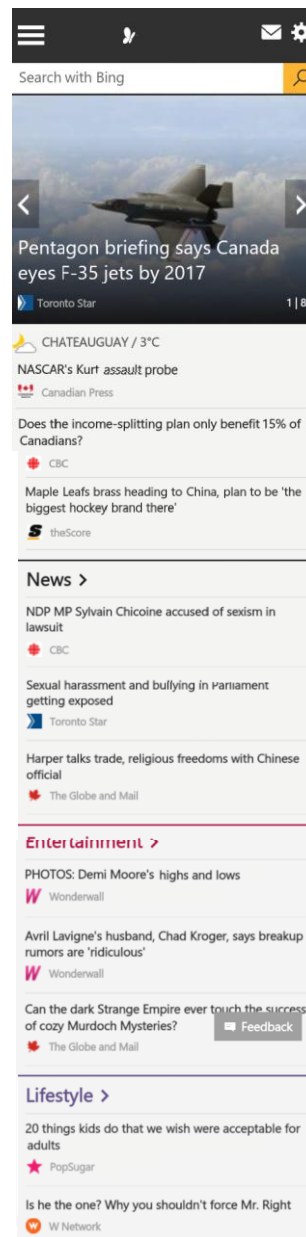 Search with Bing
Pentagon briefing says Canada
eyes F-35 jets by 2017
Toronto Star
1 | 8
CHATEAUGUAY / 3°C
NASCAR's Kurt assault probe
Canadian Press
Does the income-splitting plan only benefit 15% of
Canadians?
CBC
Maple Leafs brass heading to China, plan to be 'the
biggest hockey brand there'
S theScore
News >
NDP MP Sylvain Chicoine accused of sexism in
lawsuit
CBC
Sexual harassment and bullying in Parliament
getting exposed
Toronto Star
Harper talks trade, religious freedoms with Chinese
official
The Globe and Mail
Entertainment >
PHOTOS: Demi Moore's highs and lows
W Wonderwall
Avril Lavigne's husband, Chad Kroger, says breakup
rumors are 'ridiculous'
W Wonderwall
Can the dark Strange Empire ever touch the success
of cozy Murdoch Mysteries?
Feedback
The Globe and Mail
Lifestyle >
20 things kids do that we wish were acceptable for
adults
PopSugar
Is he the one? Why you shouldn't force Mr. Right
W Network